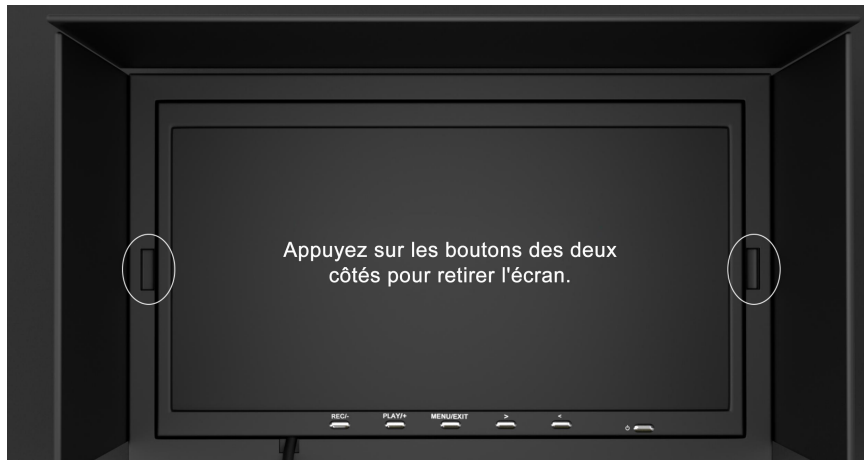 Appuyez sur les boutons des deux
côtés pour retirer l'écran.
REC/- PLAY/+ MENU/EXIT > <